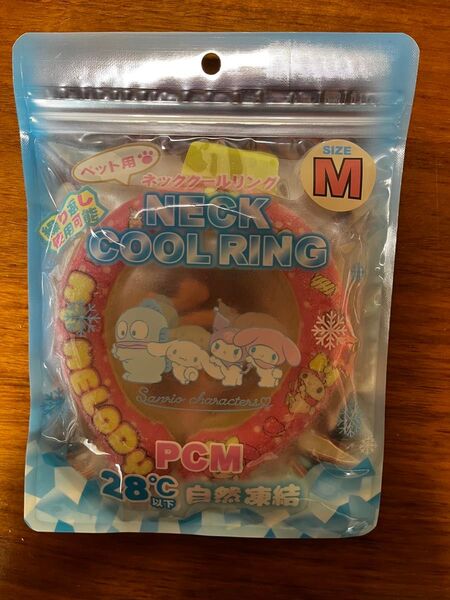 SIZE
M
ペット用
ネッククールリング
繰り返し
使用可能
NECK
COOL RING
MY MELODY
Sanrio characters
PCM
28℃
以下
自然凍結